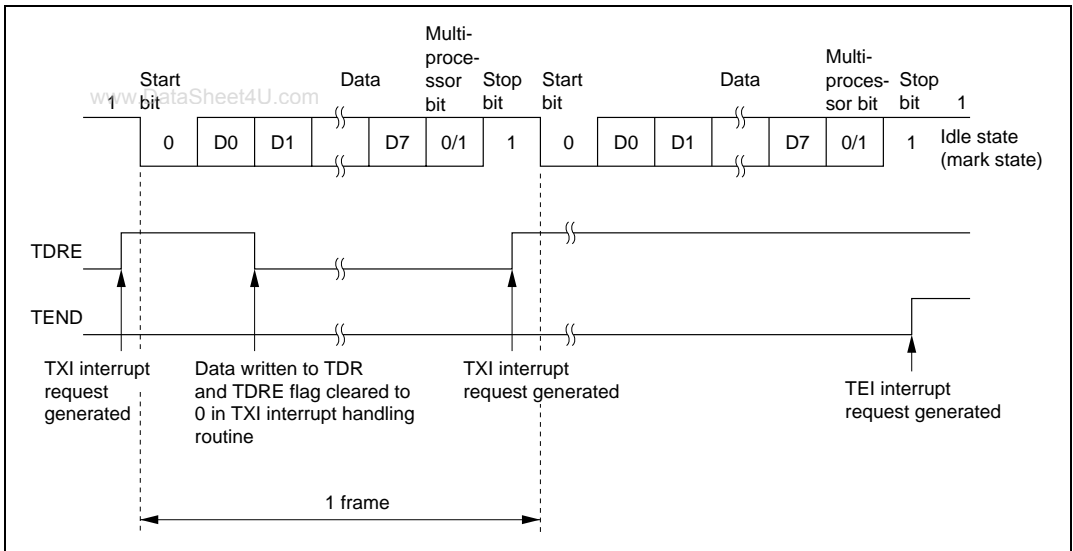 Multi-
proce-
ssor
bit
Start
bit
Data
Stop
bit
Start
bit
Data
Multi-
proces-
sor bit
Stop
bit
1
www.DataSheet4U.com
1
0 D0 D1 D7 0/1 1 0 D0 D1 D7 0/1 1
Idle state
(mark state)
TDRE
TEND
TXI interrupt
request
generated
Data written to TDR
and TDRE flag cleared to
0 in TXI interrupt handling
routine
TXI interrupt
request generated
TEI interrupt
request generated
1 frame